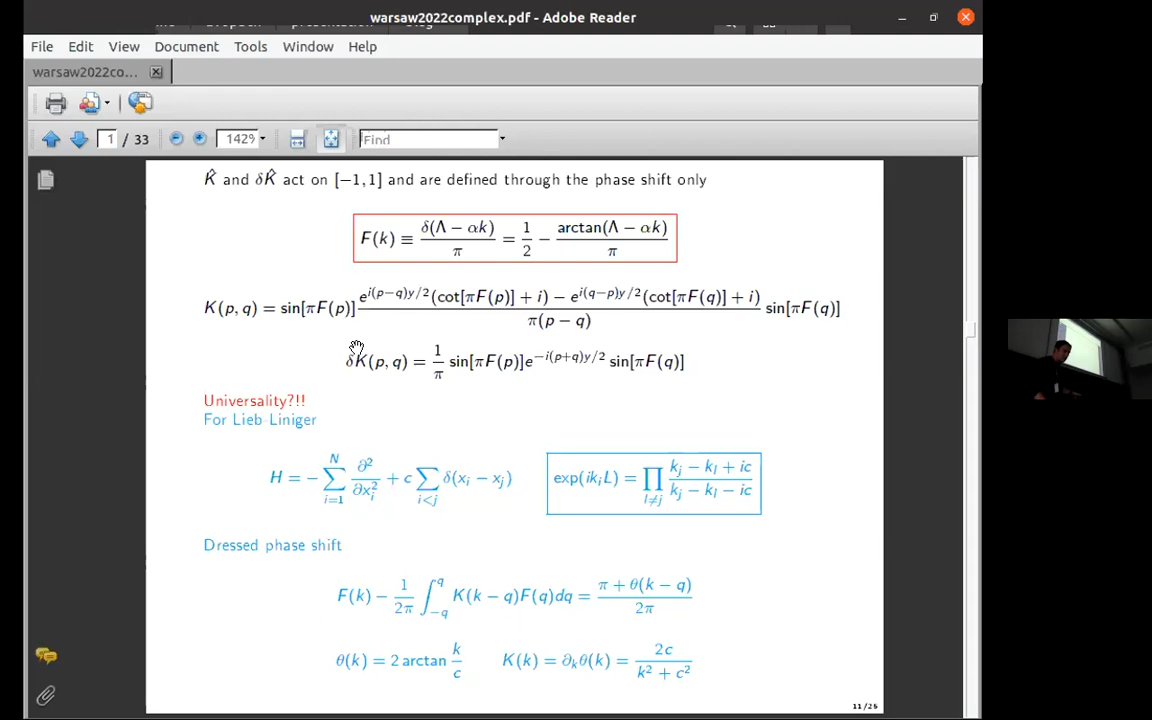 warsaw2022complex.pdf - Adobe Reader
File Edit View Document Tools Window Help
warsaw2022co...
1 / 33 142% Find
K̂ and δK̂ act on [−1, 1] and are defined through the phase shift only
F(k) ≡ δ(Λ − αk)/π = 1/2 − arctan(Λ − αk)/π
K(p, q) = sin[πF(p)] (e^{i(p−q)y/2}(cot[πF(p)] + i) − e^{i(q−p)y/2}(cot[πF(q)] + i))/(π(p − q)) sin[πF(q)]
δK(p, q) = 1/π sin[πF(p)]e^{−i(p+q)y/2} sin[πF(q)]
Universality?!!
For Lieb-Liniger
H = − ∑_{i=1}^{N} ∂²/∂x_i² + c ∑_{i<j} δ(x_i − x_j) exp(ik_iL) = ∏_{l≠j} (k_j − k_l + ic)/(k_j − k_l − ic)
Dressed phase shift
F(k) − 1/2π ∫_{−q}^{q} K(k − q)F(q)dq = (π + θ(k − q))/2π
θ(k) = 2 arctan k/c K(k) = ∂_kθ(k) = 2c/(k² + c²)
11/26